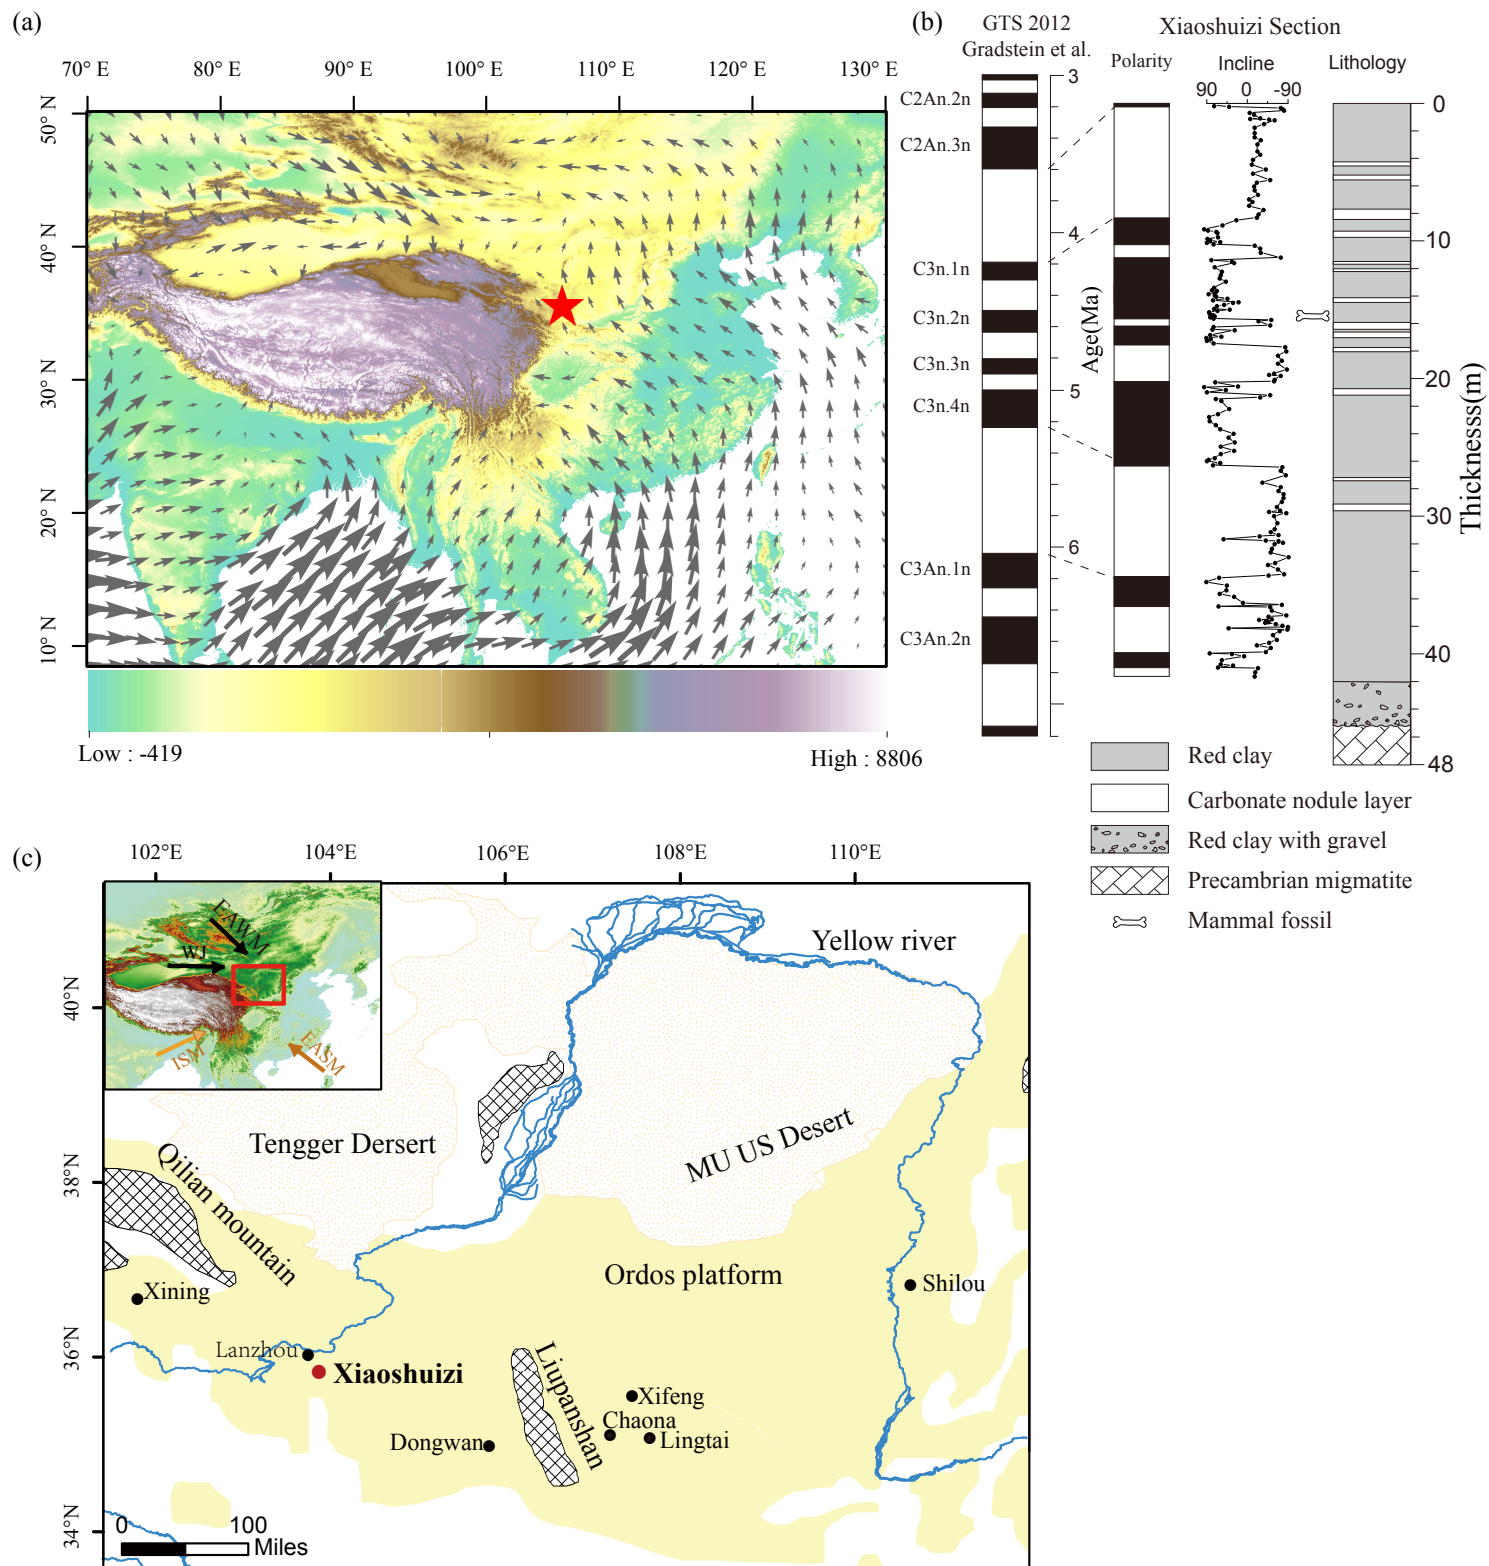 (a)
70° E 80° E 90° E 100° E 110° E 120° E 130° E
50° N
40° N
30° N
20° N
10° N
Low : -419
High : 8806
(b)
GTS 2012
Gradstein et al.
Xiaoshuizi Section
Polarity
Incline
90 0 -90
Lithology
C2An.2n
C2An.3n
C3n.1n
C3n.2n
C3n.3n
C3n.4n
C3An.1n
C3An.2n
3
4
5
6
Age(Ma)
0
10
20
30
40
48
Thicknesss(m)
Red clay
Carbonate nodule layer
Red clay with gravel
Precambrian migmatite
Mammal fossil
(c)
102°E 104°E 106°E 108°E 110°E
40°N
38°N
36°N
34°N
EAWM
WJ
ISM
EASM
Yellow river
Tengger Dersert
MU US Desert
Qilian mountain
Xining
Ordos platform
Shilou
Lanzhou
Xiaoshuizi
Liupanshan
Xifeng
Chaona
Lingtai
Dongwan
0 100
Miles